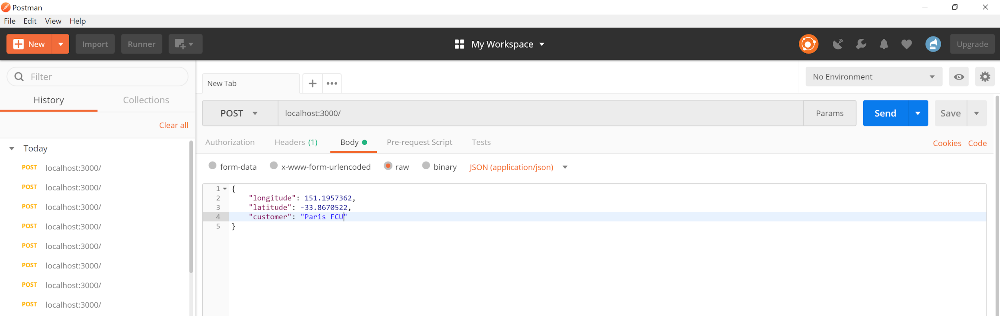 Postman
File Edit View Help
New Import Runner My Workspace Upgrade
Filter
History Collections
Clear all
Today
POST localhost:3000/
POST localhost:3000/
POST localhost:3000/
POST localhost:3000/
POST localhost:3000/
POST localhost:3000/
POST localhost:3000/
POST localhost:3000/
New Tab
No Environment
POST localhost:3000/ Params Send Save
Authorization Headers (1) Body Pre-request Script Tests Cookies Code
form-data x-www-form-urlencoded raw binary JSON (application/json)
1 {
2 "longitude": 151.1957362,
3 "latitude": -33.8670522,
4 "customer": "Paris FCU"
5 }